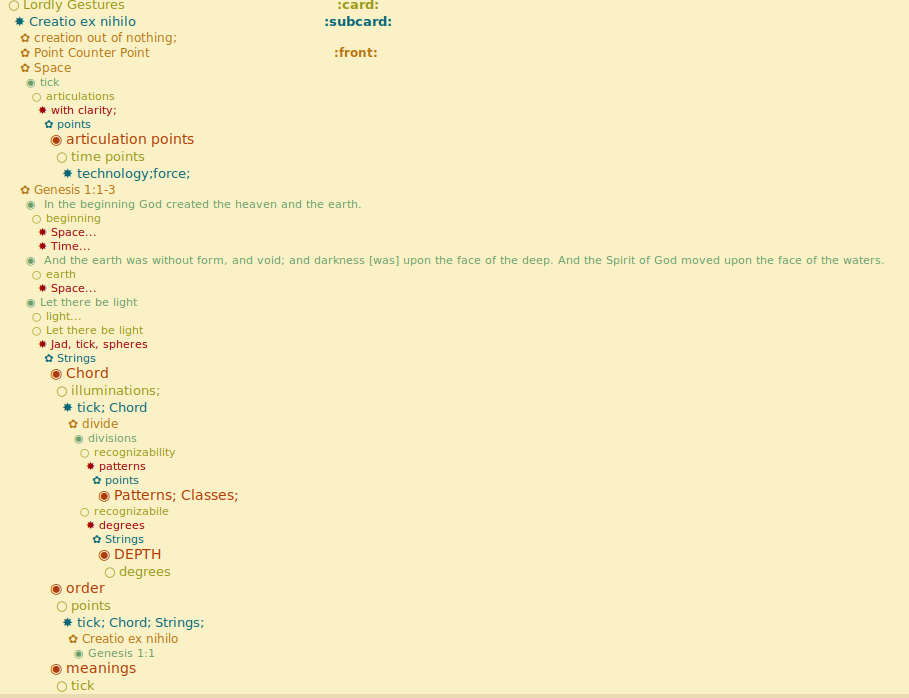 Lordly Gestures :card:
Creatio ex nihilo :subcard:
creation out of nothing;
Point Counter Point :front:
Space
tick
articulations
with clarity;
points
articulation points
time points
technology;force;
Genesis 1:1-3
In the beginning God created the heaven and the earth.
beginning
Space...
Time...
And the earth was without form, and void; and darkness [was] upon the face of the deep. And the Spirit of God moved upon the face of the waters.
earth
Space...
Let there be light
light...
Let there be light
Jad, tick, spheres
Strings
Chord
illuminations;
tick; Chord
divide
divisions
recognizability
patterns
points
Patterns; Classes;
recognizabile
degrees
Strings
DEPTH
degrees
order
points
tick; Chord; Strings;
Creatio ex nihilo
Genesis 1:1
meanings
tick